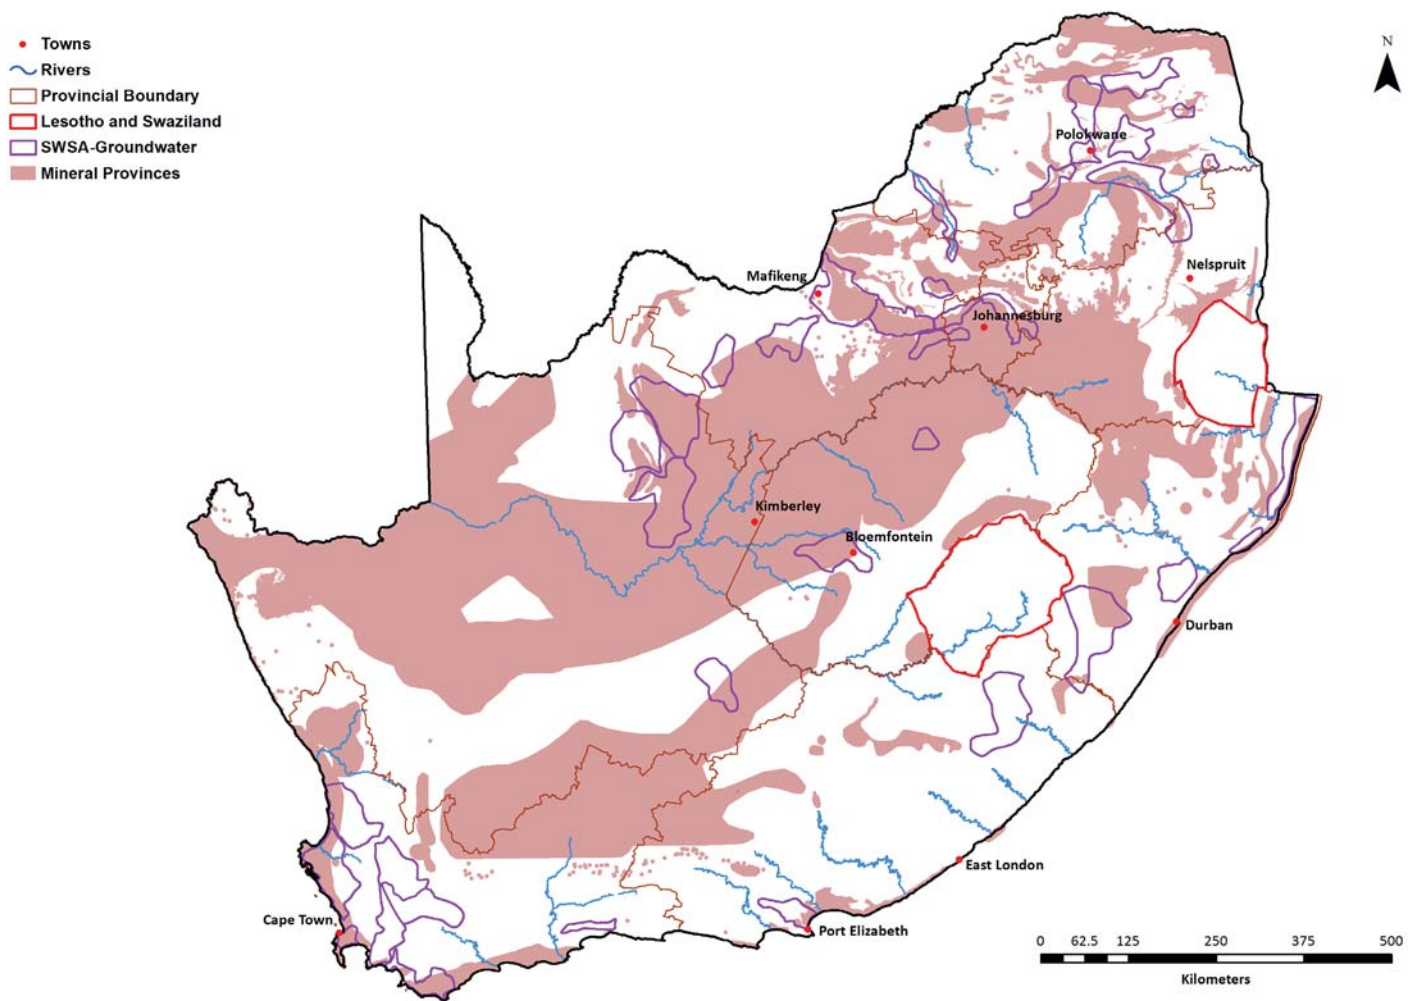 Towns
Rivers
Provincial Boundary
Lesotho and Swaziland
SWSA-Groundwater
Mineral Provinces
N
Polokwane
Nelspruit
Mafikeng
Johannesburg
Kimberley
Bloemfontein
Durban
East London
Cape Town
Port Elizabeth
0 62.5 125 250 375 500
Kilometers